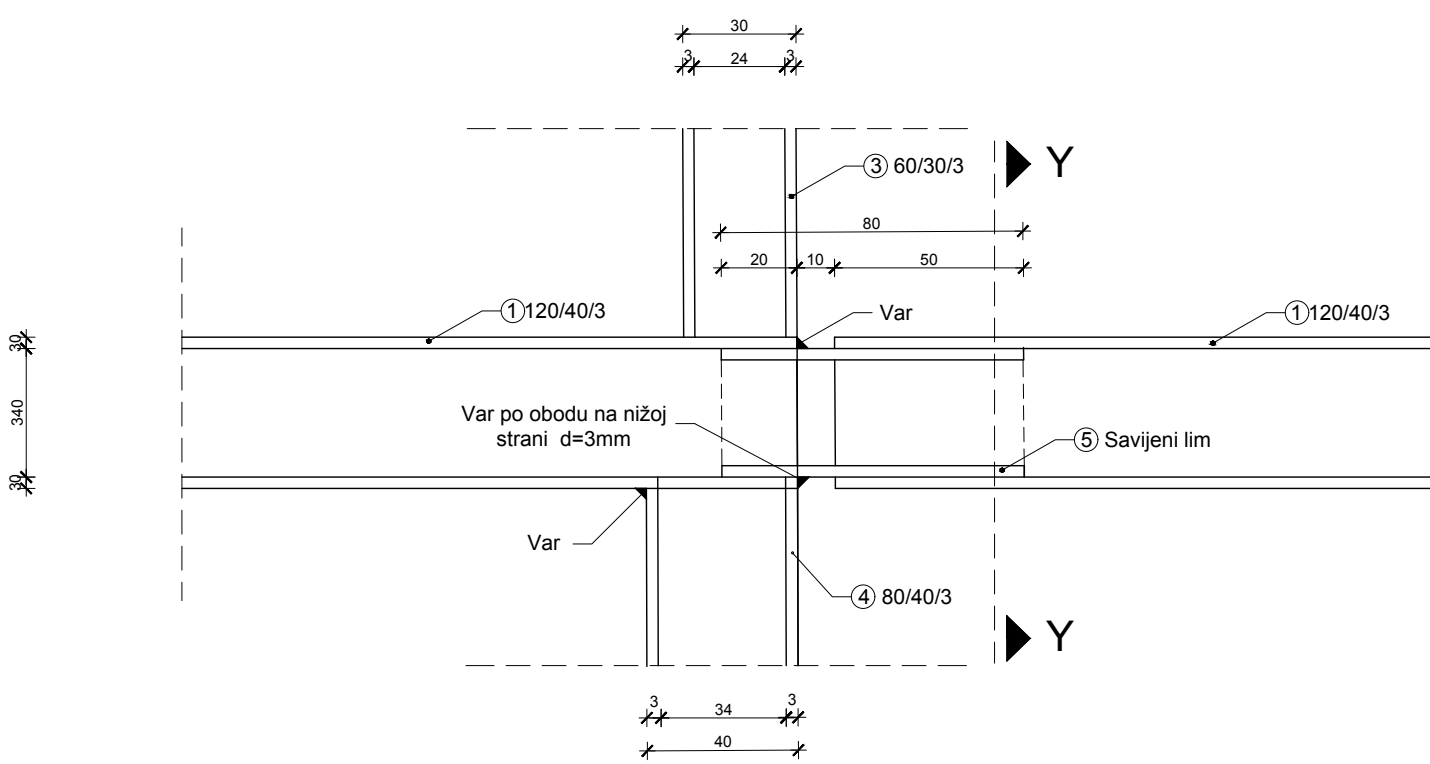 30
3
24
3
Y
③ 60/30/3
80
20
10
50
① 120/40/3
Var
① 120/40/3
30
340
30
Var po obodu na nižoj
strani d=3mm
⑤ Savijeni lim
Var
④ 80/40/3
Y
3
34
3
40